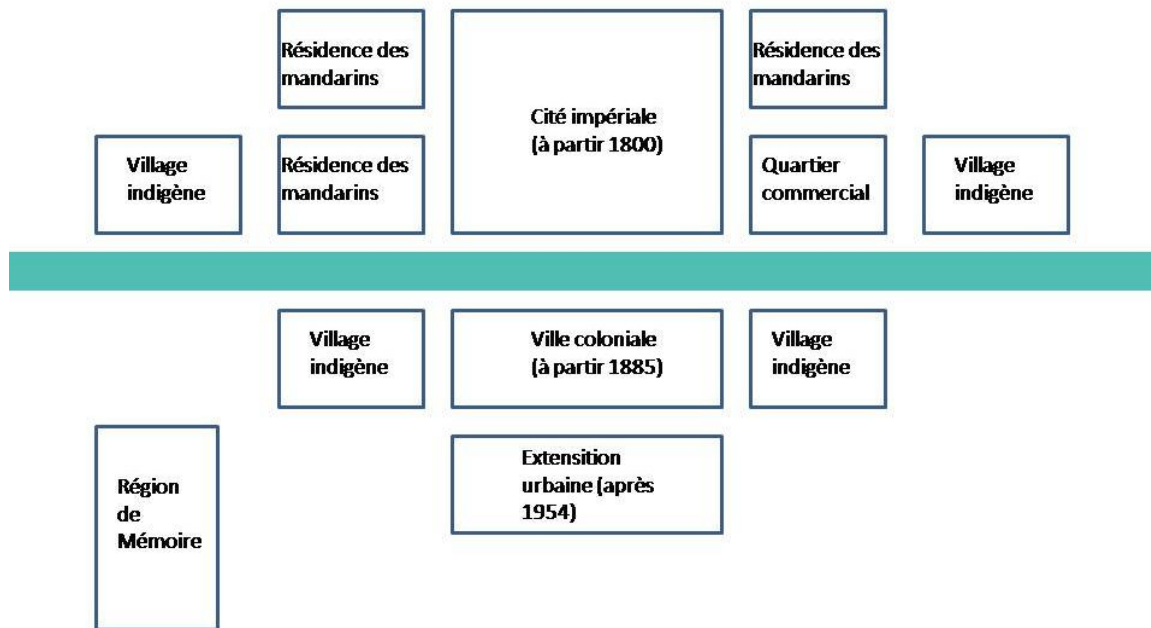 Résidence des
mandarins
Cité impériale
(à partir 1800)
Résidence des
mandarins
Village
indigène
Résidence des
mandarins
Quartier
commercial
Village
indigène
Village
indigène
Ville coloniale
(à partir 1885)
Village
indigène
Région
de
Mémoire
Extensition
urbaine (après
1954)